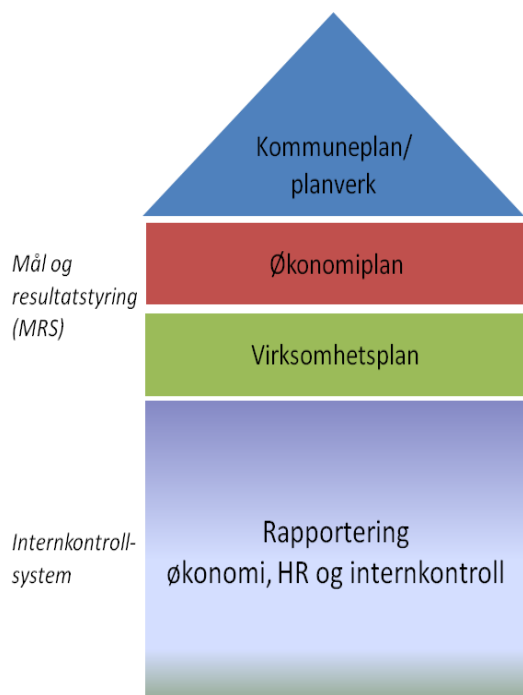 Kommuneplan/
planverk
Mål og
resultatstyring
(MRS)
Økonomiplan
Virksomhetsplan
Internkontroll-
system
Rapportering
økonomi, HR og internkontroll